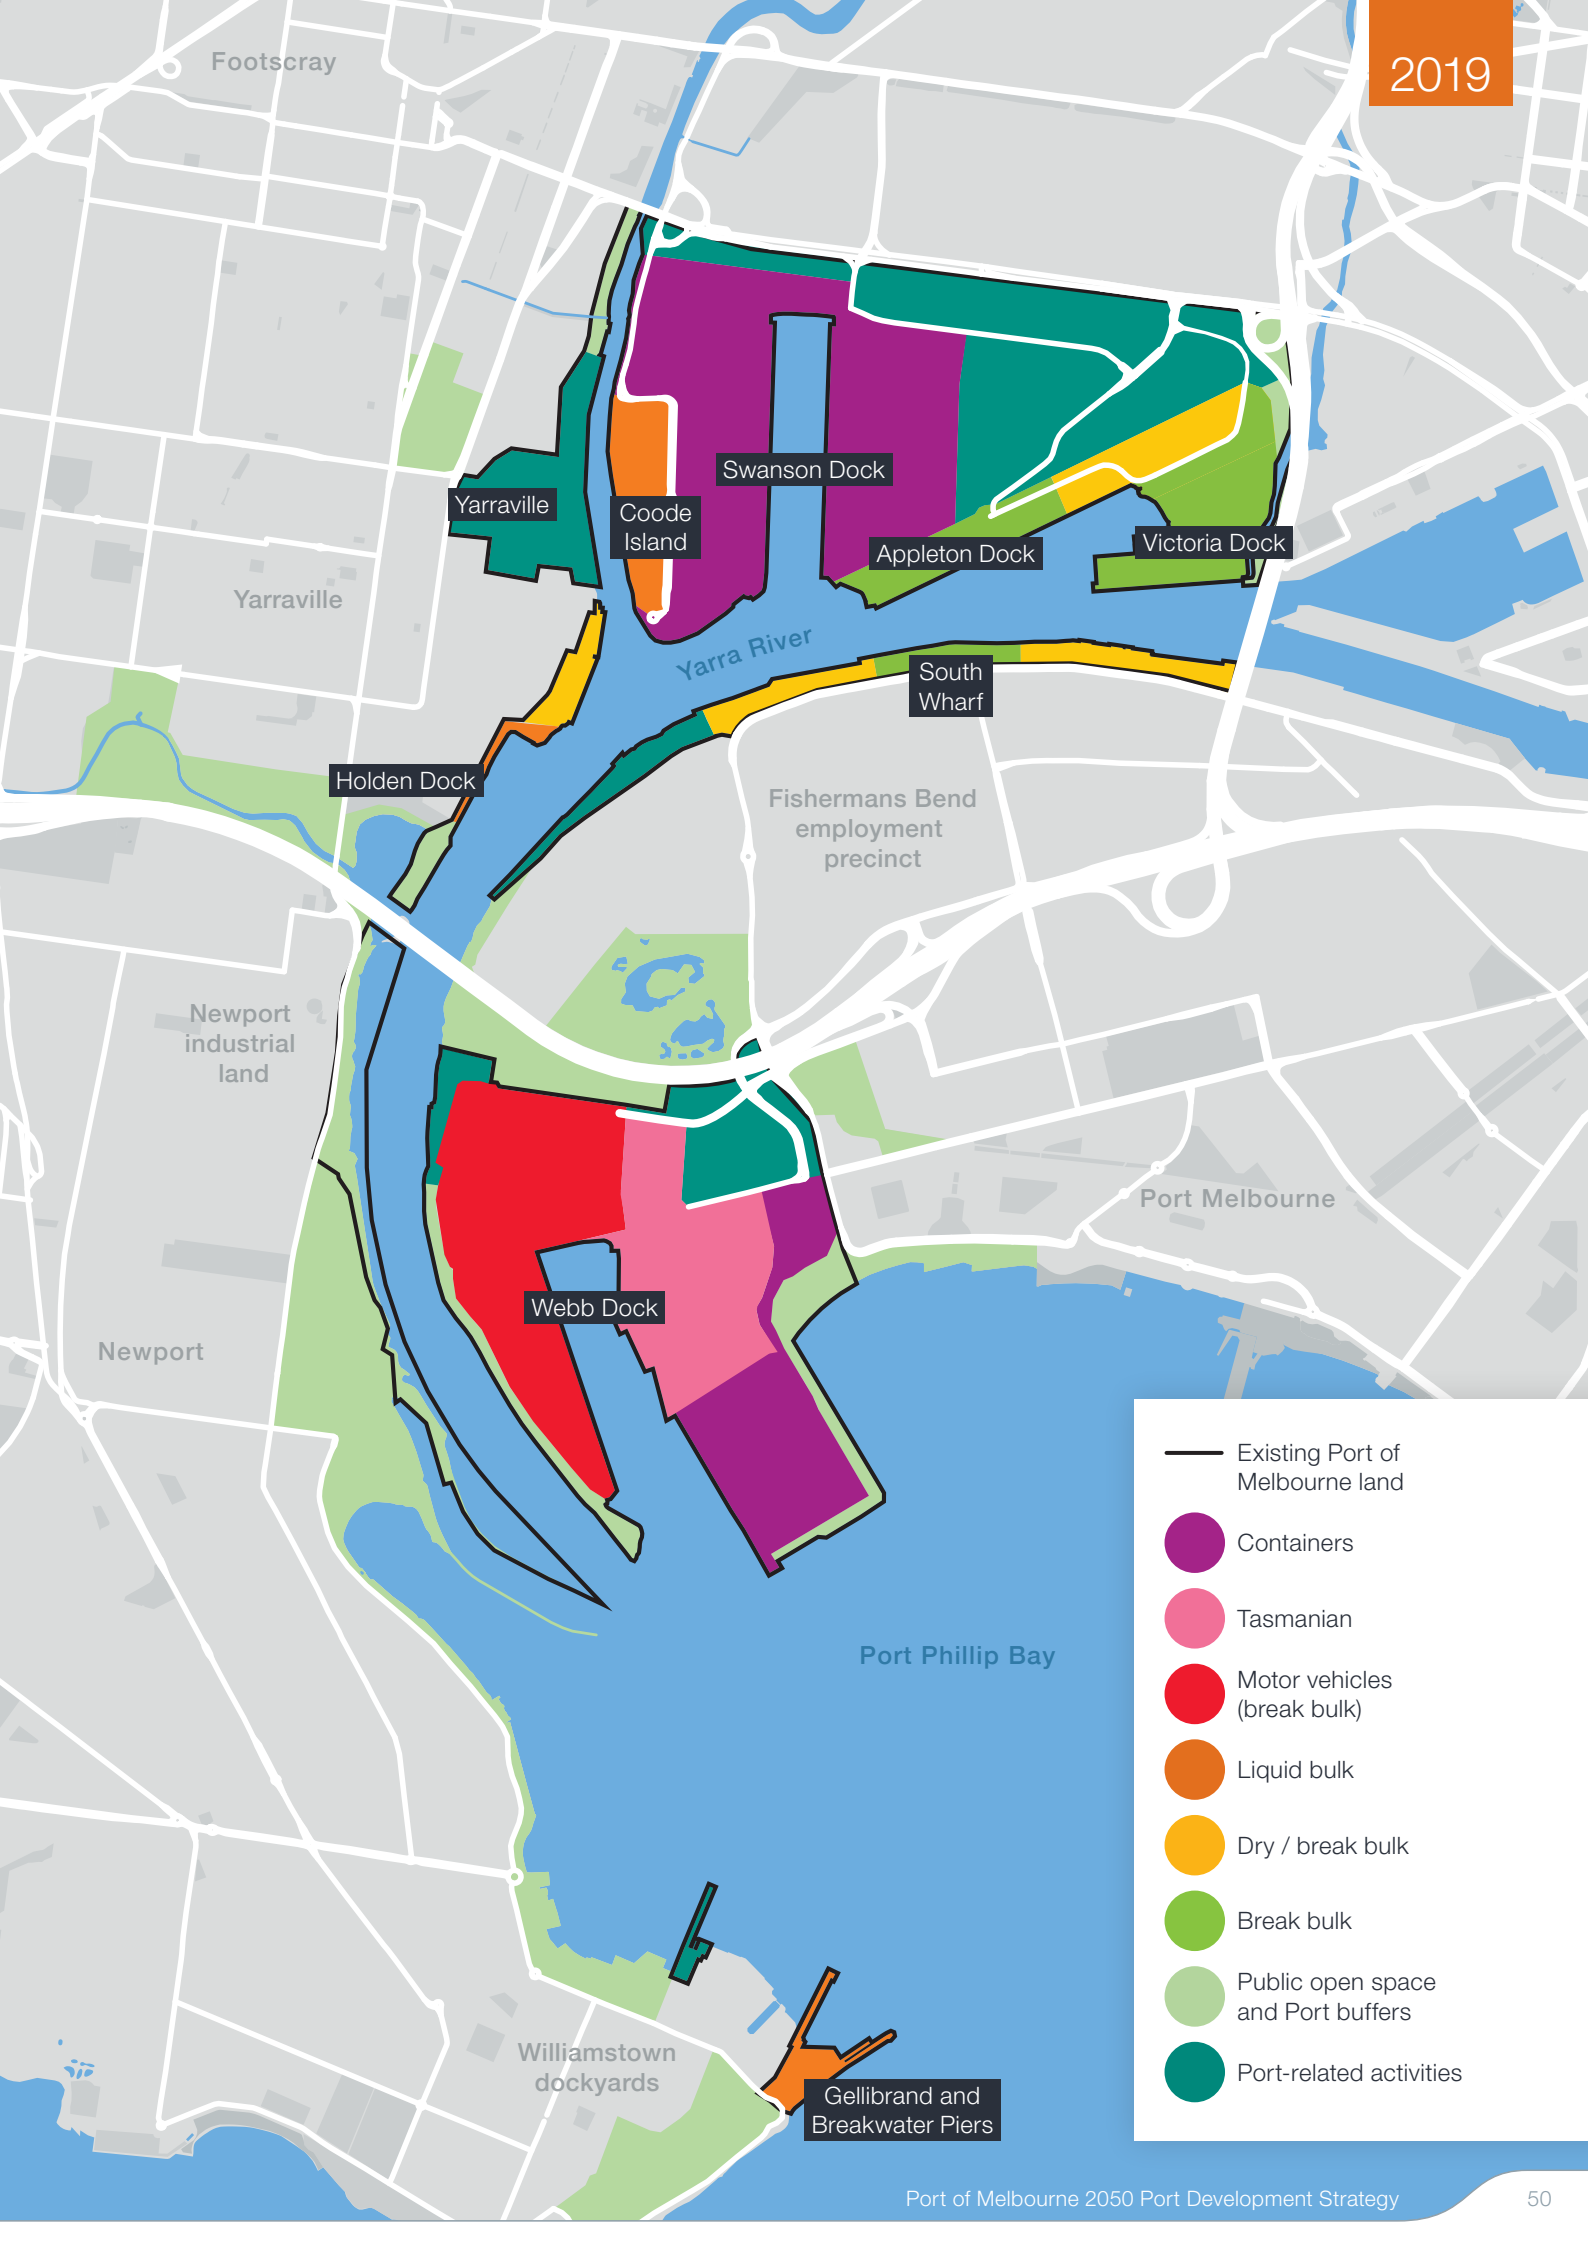 2019
Footscray
Swanson Dock
Yarraville
Coode
Island
Appleton Dock
Victoria Dock
Yarraville
Yarra River
South
Wharf
Holden Dock
Fishermans Bend
employment
precinct
Newport
industrial
land
Port Melbourne
Webb Dock
Newport
Existing Port of
Melbourne land
Containers
Tasmanian
Motor vehicles
(break bulk)
Liquid bulk
Dry / break bulk
Break bulk
Public open space
and Port buffers
Port-related activities
Port Phillip Bay
Williamstown
dockyards
Gellibrand and
Breakwater Piers
Port of Melbourne 2050 Port Development Strategy
50